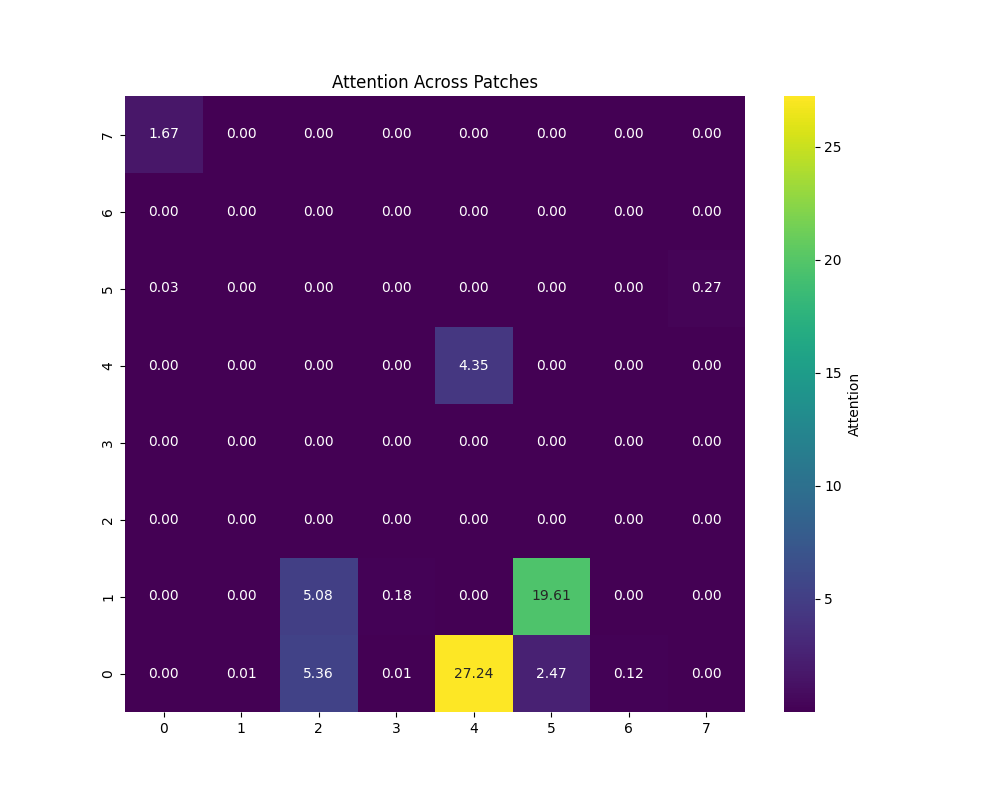 Attention Across Patches
7 1.67 0.00 0.00 0.00 0.00 0.00 0.00 0.00
6 0.00 0.00 0.00 0.00 0.00 0.00 0.00 0.00
5 0.03 0.00 0.00 0.00 0.00 0.00 0.00 0.27
4 0.00 0.00 0.00 0.00 4.35 0.00 0.00 0.00
3 0.00 0.00 0.00 0.00 0.00 0.00 0.00 0.00
2 0.00 0.00 0.00 0.00 0.00 0.00 0.00 0.00
1 0.00 0.00 5.08 0.18 0.00 19.61 0.00 0.00
0 0.00 0.01 5.36 0.01 27.24 2.47 0.12 0.00
0 1 2 3 4 5 6 7
25
20
15
10
5
Attention